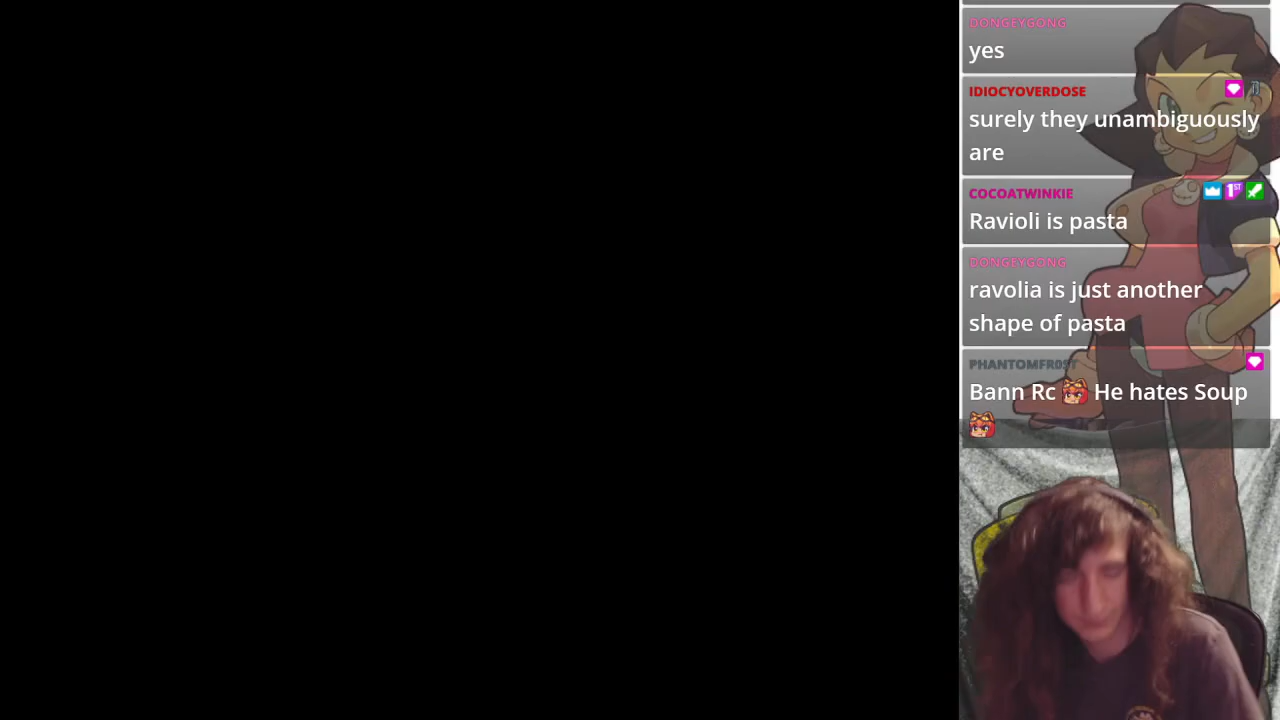 DONGEYGONG
yes
IDIOCYOVERDOSE
surely they unambiguously
are
COCOATWINKIE
Ravioli is pasta
DONGEYGONG
ravolia is just another
shape of pasta
PHANTOMFR0ST
Bann Rc He hates Soup